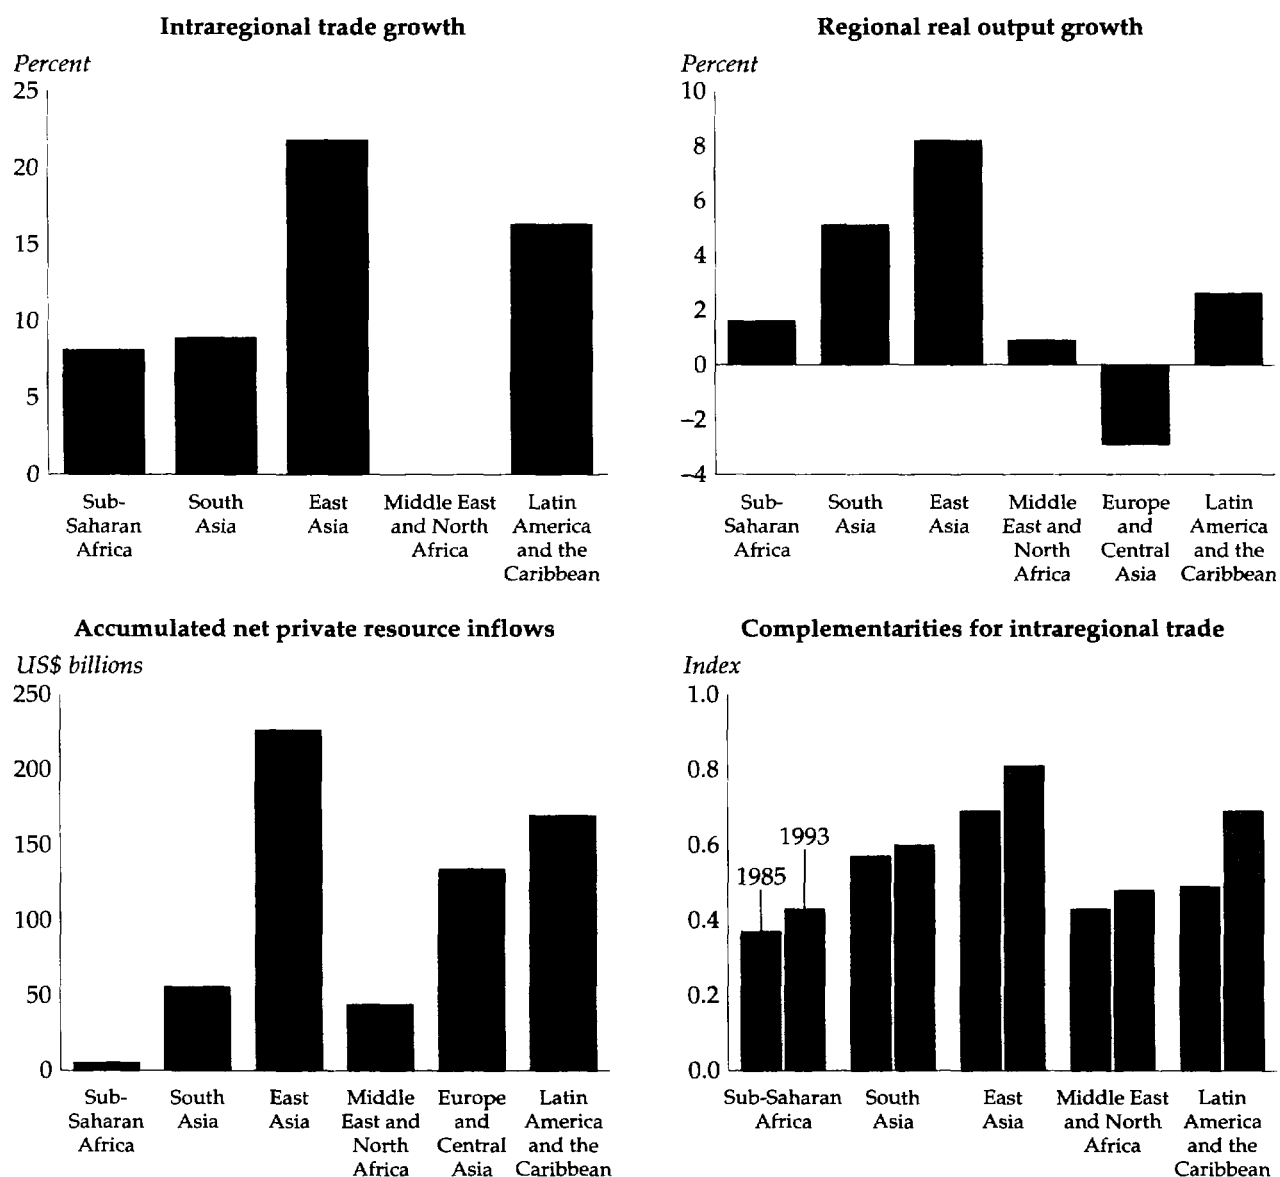 Intraregional trade growth
Percent
25
20
15
10
5
0
Sub-
Saharan
Africa
South
Asia
East
Asia
Middle East
and North
Africa
Latin
America
and the
Caribbean
Regional real output growth
Percent
10
8
6
4
2
0
–2
–4
Sub-
Saharan
Africa
South
Asia
East
Asia
Middle
East and
North
Africa
Europe
and
Central
Asia
Latin
America
and the
Caribbean
Accumulated net private resource inflows
US$ billions
250
200
150
100
50
0
Sub-
Saharan
Africa
South
Asia
East
Asia
Middle
East and
North
Africa
Europe
and
Central
Asia
Latin
America
and the
Caribbean
Complementarities for intraregional trade
Index
1.0
0.8
0.6
0.4
0.2
0.0
1985
1993
Sub-Saharan
Africa
South
Asia
East
Asia
Middle East
and North
Africa
Latin
America
and the
Caribbean